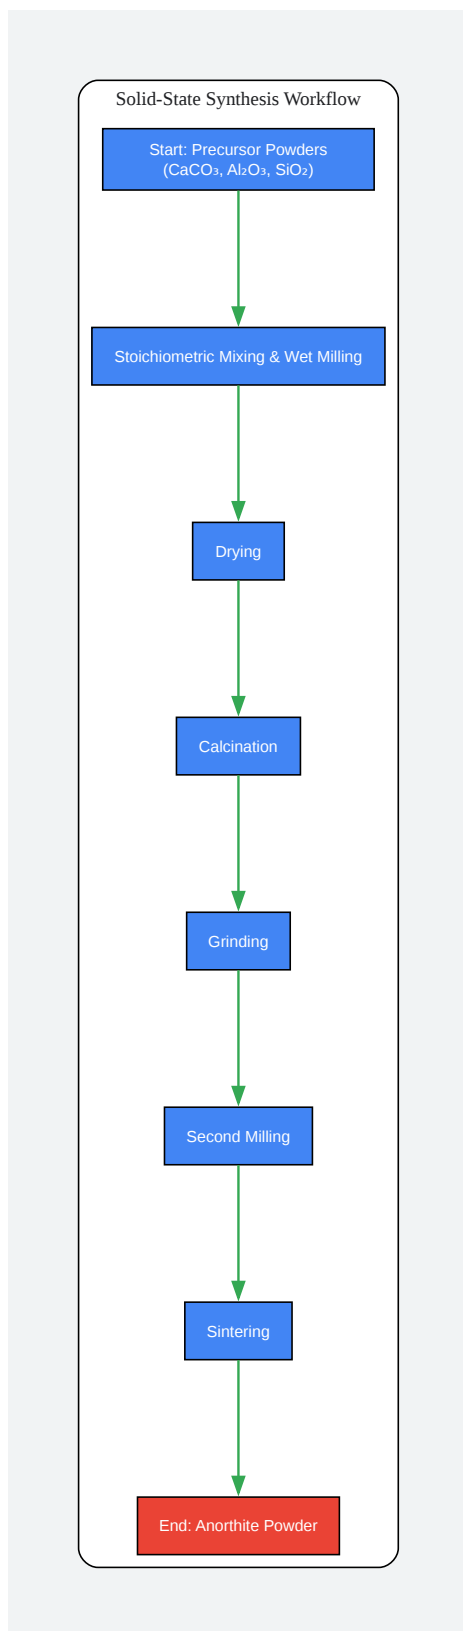 Solid-State Synthesis Workflow
Start: Precursor Powders
(CaCO₃, Al₂O₃, SiO₂)
Stoichiometric Mixing & Wet Milling
Drying
Calcination
Grinding
Second Milling
Sintering
End: Anorthite Powder